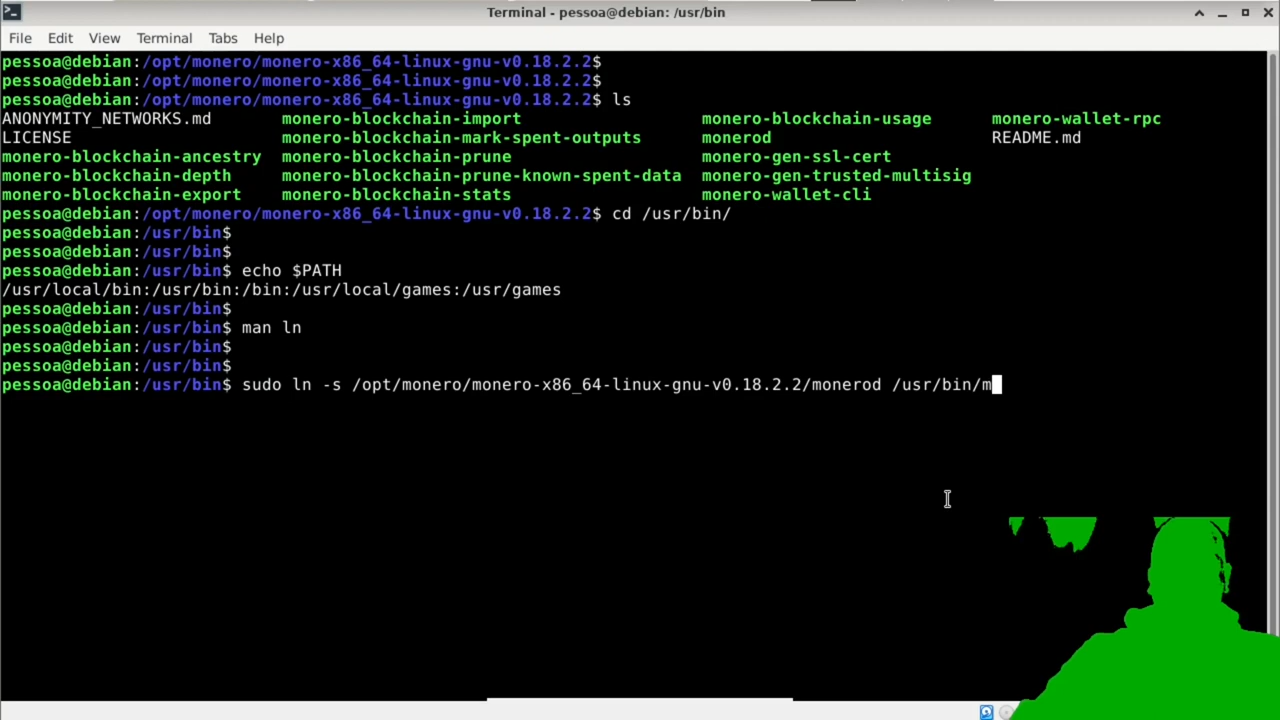 Terminal - pessoa@debian: /usr/bin
File Edit View Terminal Tabs Help
pessoa@debian:/opt/monero/monero-x86_64-linux-gnu-v0.18.2.2$
pessoa@debian:/opt/monero/monero-x86_64-linux-gnu-v0.18.2.2$
pessoa@debian:/opt/monero/monero-x86_64-linux-gnu-v0.18.2.2$ ls
ANONYMITY_NETWORKS.md monero-blockchain-import monero-blockchain-usage monero-wallet-rpc
LICENSE monero-blockchain-mark-spent-outputs monerod README.md
monero-blockchain-ancestry monero-blockchain-prune monero-gen-ssl-cert
monero-blockchain-depth monero-blockchain-prune-known-spent-data monero-gen-trusted-multisig
monero-blockchain-export monero-blockchain-stats monero-wallet-cli
pessoa@debian:/opt/monero/monero-x86_64-linux-gnu-v0.18.2.2$ cd /usr/bin/
pessoa@debian:/usr/bin$
pessoa@debian:/usr/bin$
pessoa@debian:/usr/bin$ echo $PATH
/usr/local/bin:/usr/bin:/bin:/usr/local/games:/usr/games
pessoa@debian:/usr/bin$
pessoa@debian:/usr/bin$ man ln
pessoa@debian:/usr/bin$
pessoa@debian:/usr/bin$
pessoa@debian:/usr/bin$ sudo ln -s /opt/monero/monero-x86_64-linux-gnu-v0.18.2.2/monerod /usr/bin/m